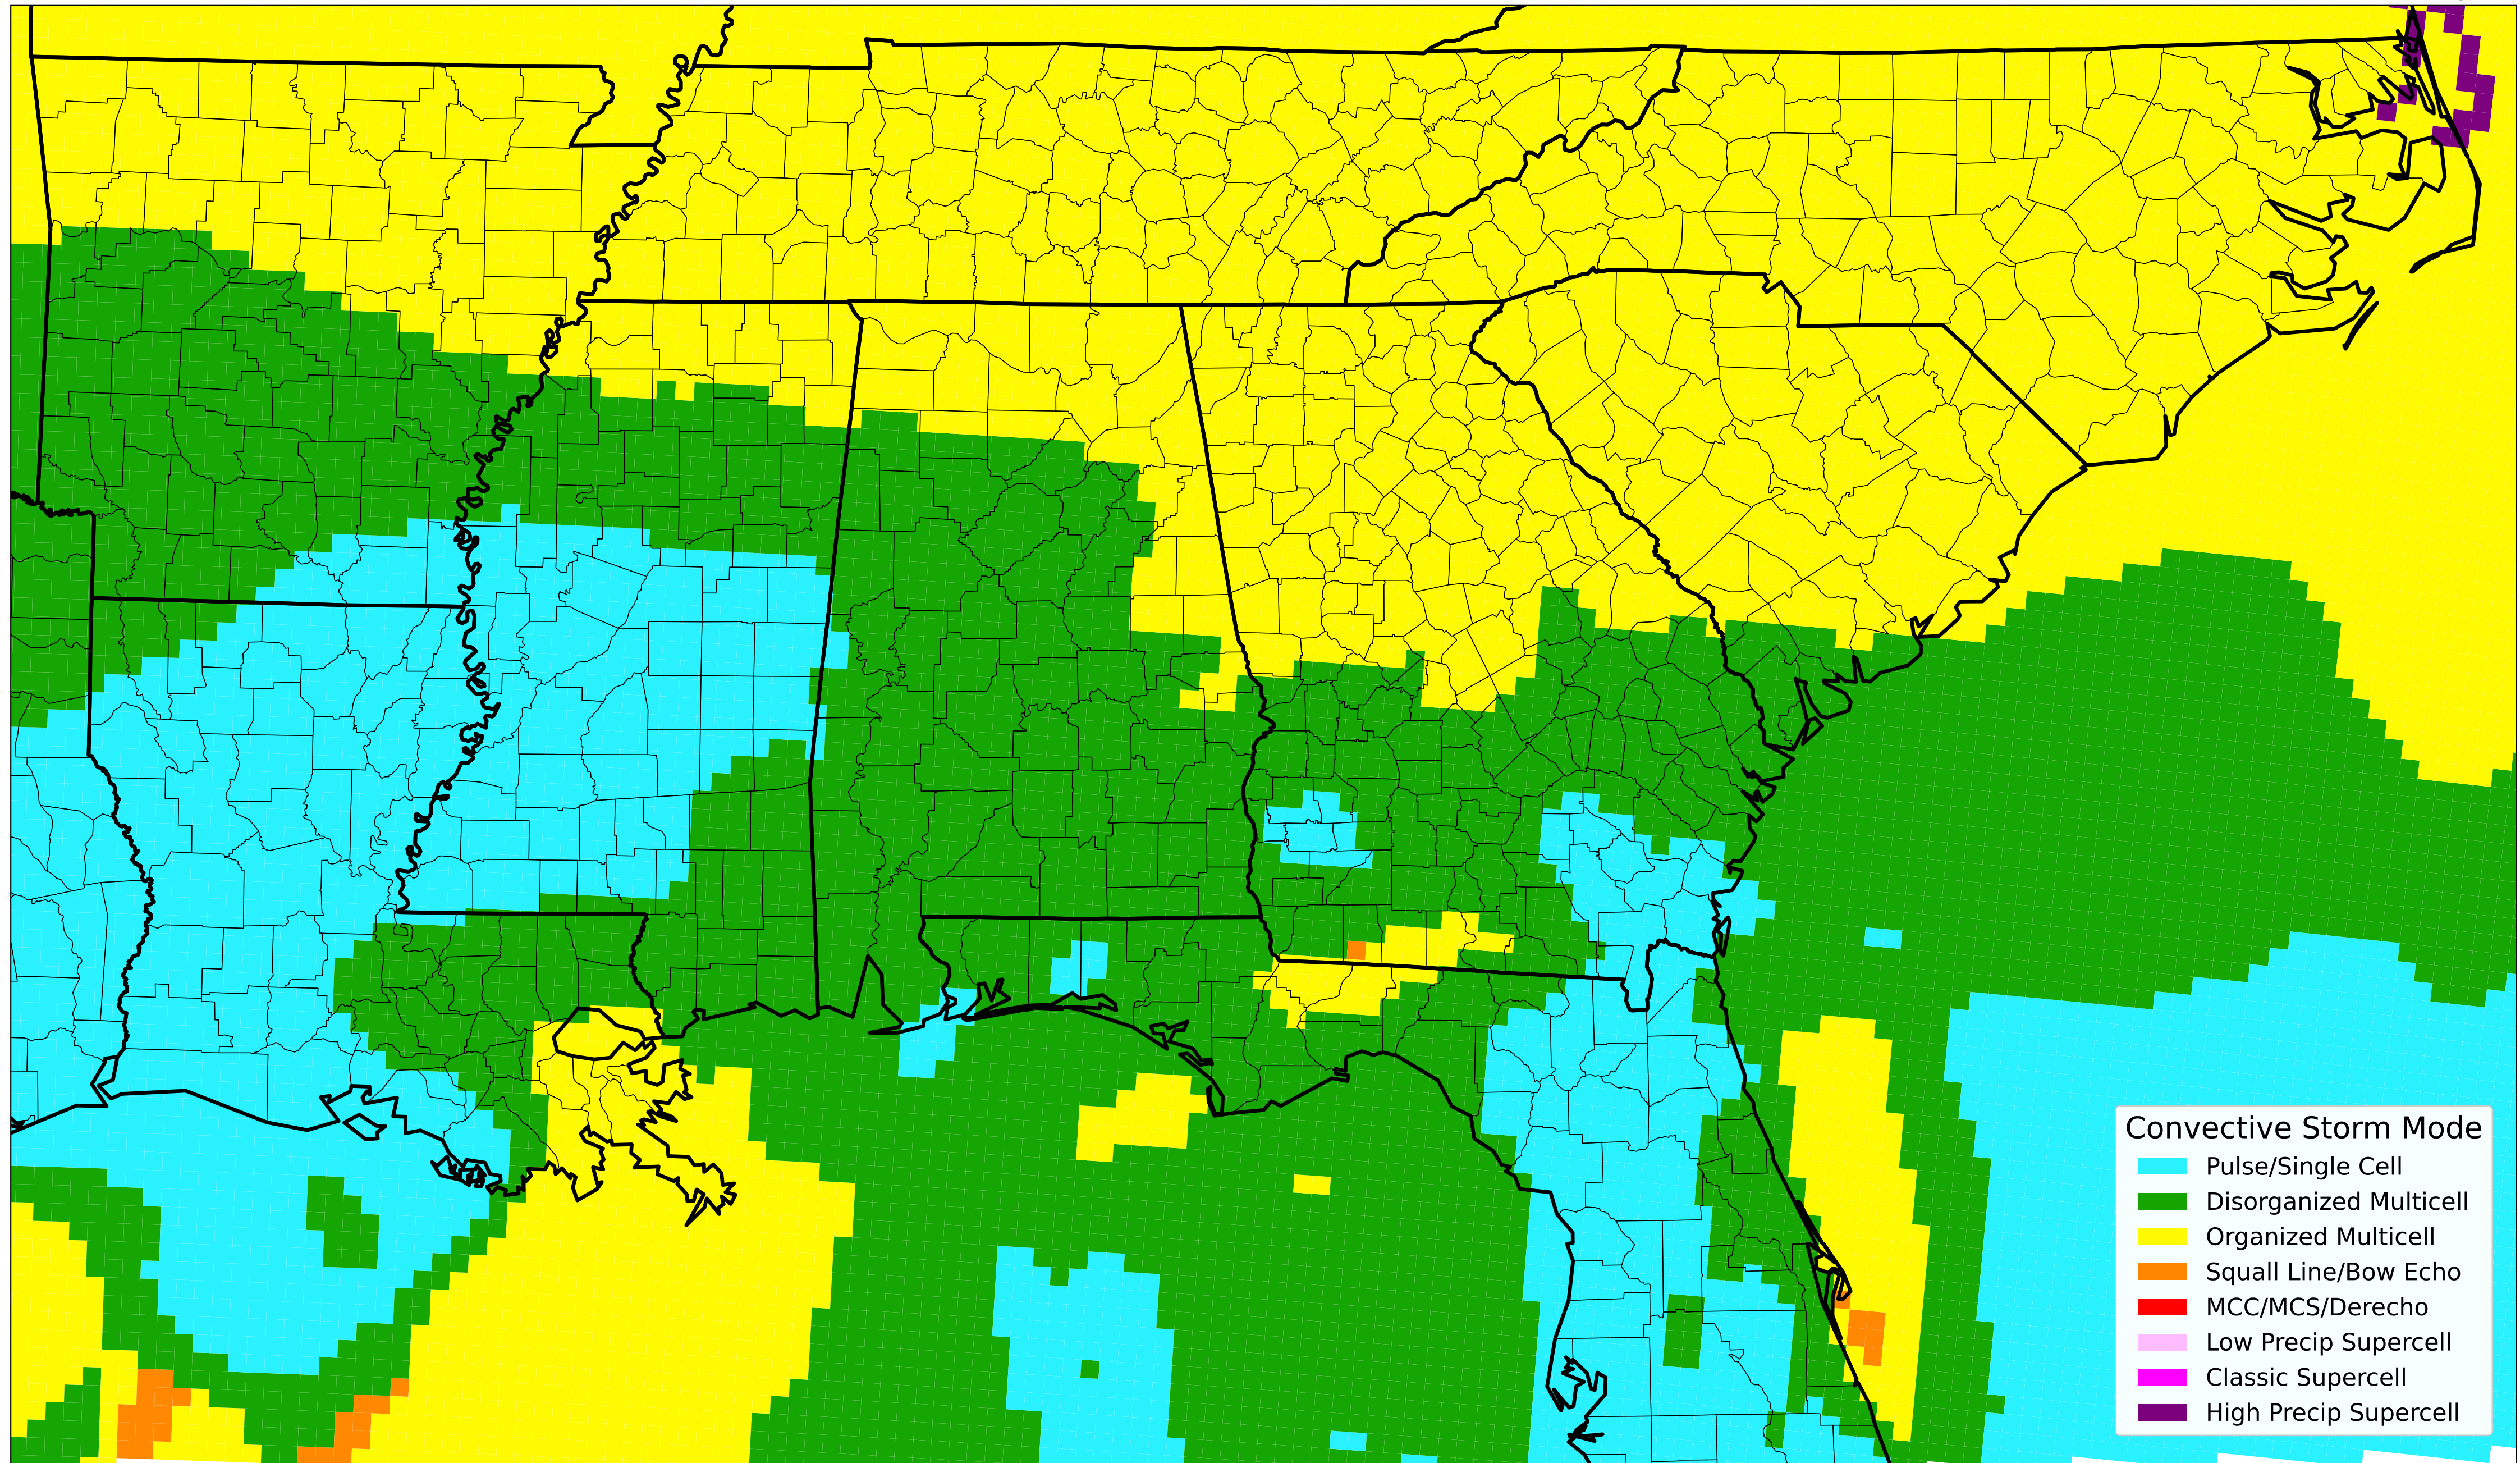 Convective Storm Mode
Pulse/Single Cell
Disorganized Multicell
Organized Multicell
Squall Line/Bow Echo
MCC/MCS/Derecho
Low Precip Supercell
Classic Supercell
High Precip Supercell